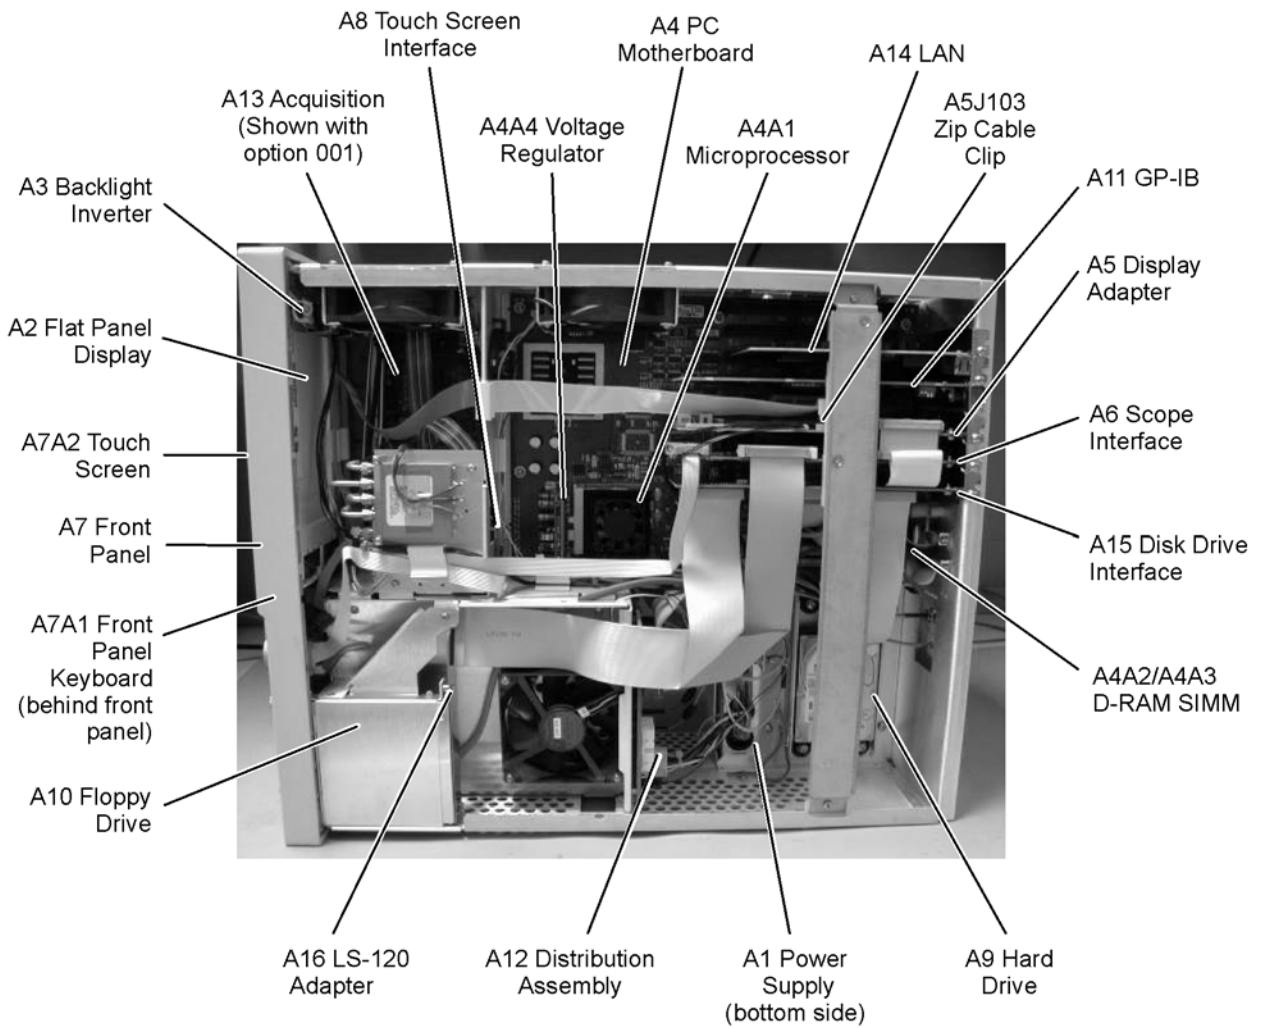 A8 Touch Screen
Interface
A4 PC
Motherboard
A14 LAN
A13 Acquisition
(Shown with
option 001)
A4A4 Voltage
Regulator
A4A1
Microprocessor
A5J103
Zip Cable
Clip
A3 Backlight
Inverter
A11 GP-IB
A2 Flat Panel
Display
A5 Display
Adapter
A7A2 Touch
Screen
A6 Scope
Interface
A7 Front
Panel
A15 Disk Drive
Interface
A7A1 Front
Panel
Keyboard
(behind front
panel)
A4A2/A4A3
D-RAM SIMM
A10 Floppy
Drive
A16 LS-120
Adapter
A12 Distribution
Assembly
A1 Power
Supply
(bottom side)
A9 Hard
Drive